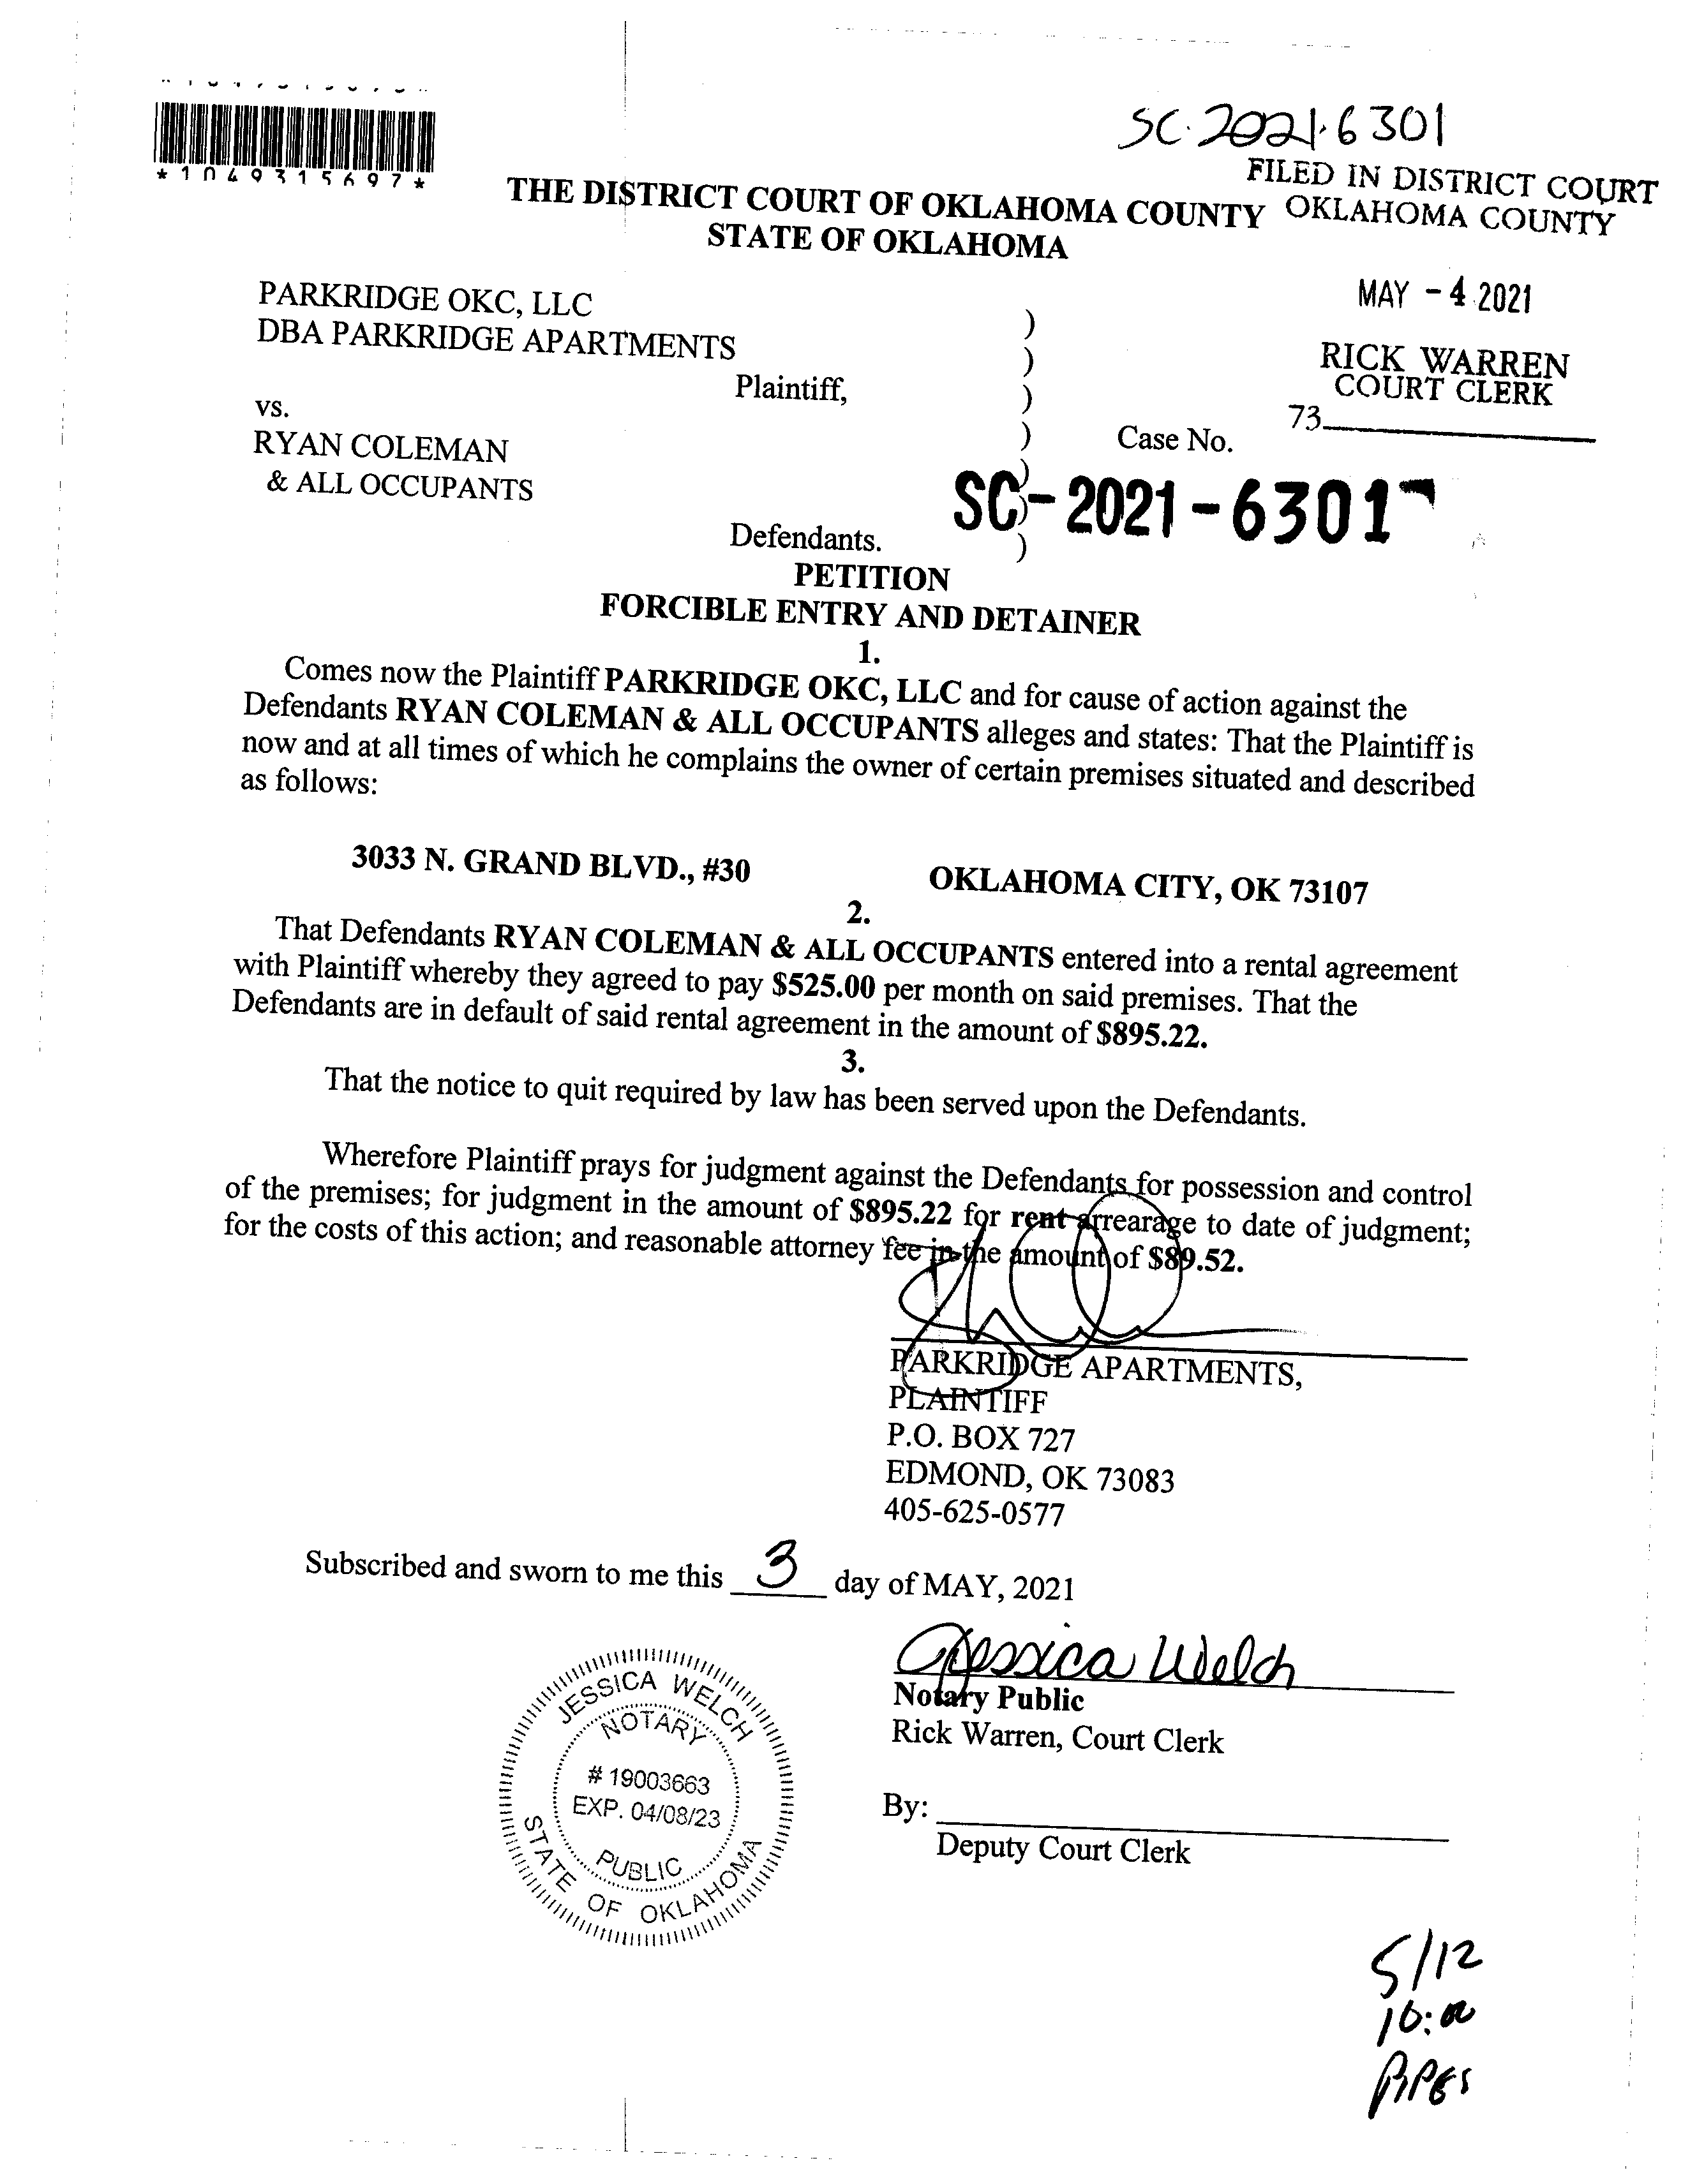 *1049315697*
SC-2021-6301
FILED IN DISTRICT COURT
OKLAHOMA COUNTY
THE DISTRICT COURT OF OKLAHOMA COUNTY
STATE OF OKLAHOMA
MAY - 4 2021
RICK WARREN
COURT CLERK
73
PARKRIDGE OKC, LLC
DBA PARKRIDGE APARTMENTS
Plaintiff,
vs.
RYAN COLEMAN
& ALL OCCUPANTS
Defendants.
)
)
)
)
)
)
)
Case No.
SC-2021-6301
PETITION
FORCIBLE ENTRY AND DETAINER
1.
Comes now the Plaintiff PARKRIDGE OKC, LLC and for cause of action against the
Defendants RYAN COLEMAN & ALL OCCUPANTS alleges and states: That the Plaintiff is
now and at all times of which he complains the owner of certain premises situated and described
as follows:
3033 N. GRAND BLVD., #30 OKLAHOMA CITY, OK 73107
2.
That Defendants RYAN COLEMAN & ALL OCCUPANTS entered into a rental agreement
with Plaintiff whereby they agreed to pay $525.00 per month on said premises. That the
Defendants are in default of said rental agreement in the amount of $895.22.
3.
That the notice to quit required by law has been served upon the Defendants.
Wherefore Plaintiff prays for judgment against the Defendants for possession and control
of the premises; for judgment in the amount of $895.22 for rent arrearage to date of judgment;
for the costs of this action; and reasonable attorney fee in the amount of $89.52.
PARKRIDGE APARTMENTS,
PLAINTIFF
P.O. BOX 727
EDMOND, OK 73083
405-625-0577
Subscribed and sworn to me this 3 day of MAY, 2021
Jessica Welch
Notary Public
Rick Warren, Court Clerk
By:
Deputy Court Clerk
JESSICA WELCH
NOTARY
# 19003663
EXP. 04/08/23
PUBLIC
STATE OF OKLAHOMA
5/12
10:00